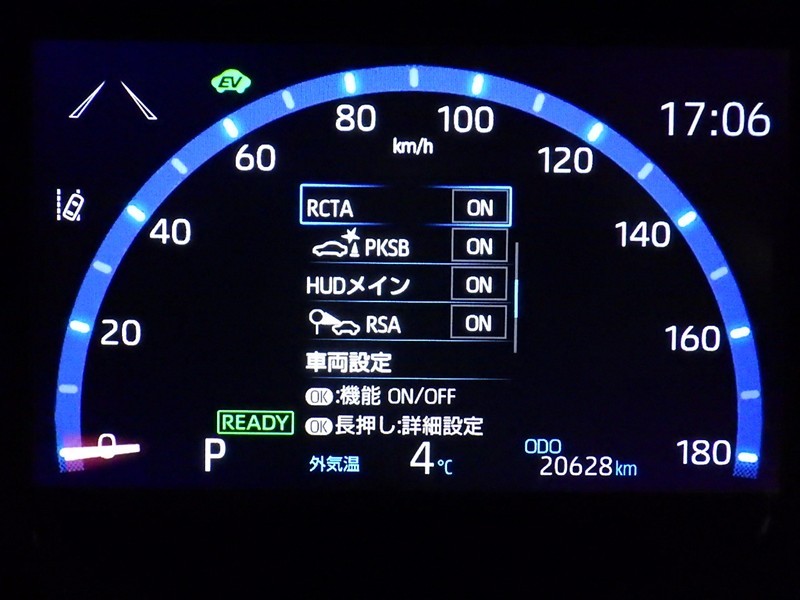 EV
17:06
80
100
km/h
60
120
RCTA ON
40
140
PKSB ON
HUDメイン ON
RSA ON
20
160
車両設定
OK:機能 ON/OFF
READY
OK長押し:詳細設定
0
P
外気温 4℃
ODO
20628km
180